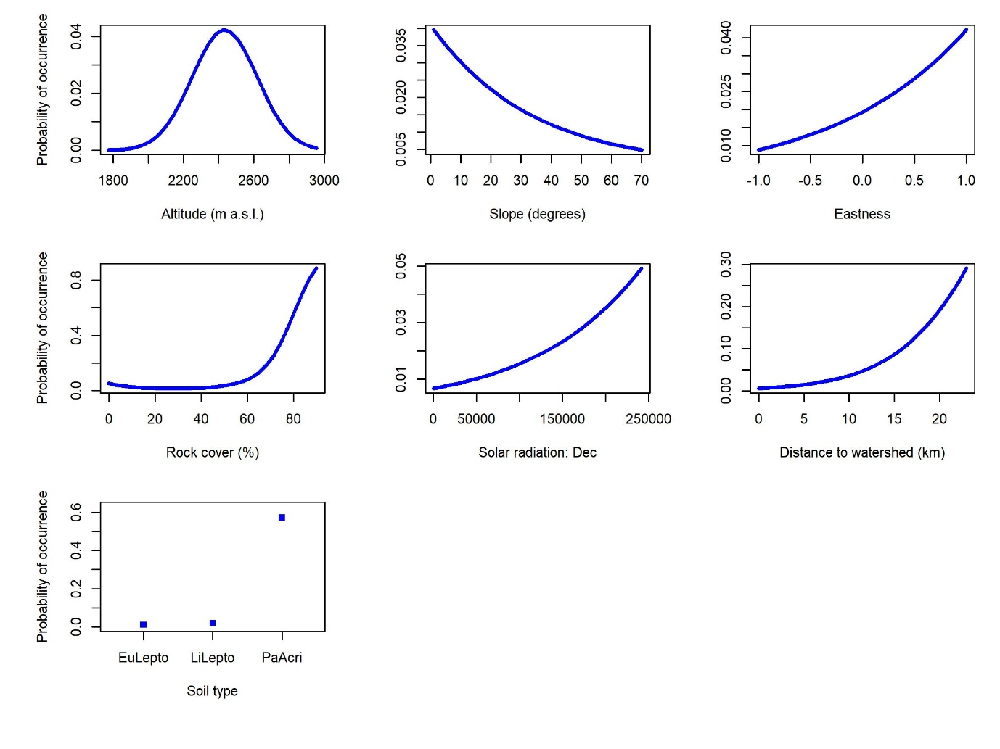 Probability of occurrence
0.00 0.02 0.04
1800 2200 2600 3000
Altitude (m a.s.l.)
0.005 0.020 0.035
0 10 20 30 40 50 60 70
Slope (degrees)
0.010 0.025 0.040
-1.0 -0.5 0.0 0.5 1.0
Eastness
Probability of occurrence
0.0 0.4 0.8
0 20 40 60 80
Rock cover (%)
0.01 0.03 0.05
0 50000 150000 250000
Solar radiation: Dec
0.00 0.10 0.20 0.30
0 5 10 15 20
Distance to watershed (km)
Probability of occurrence
0.0 0.2 0.4 0.6
EuLepto LiLepto PaAcri
Soil type